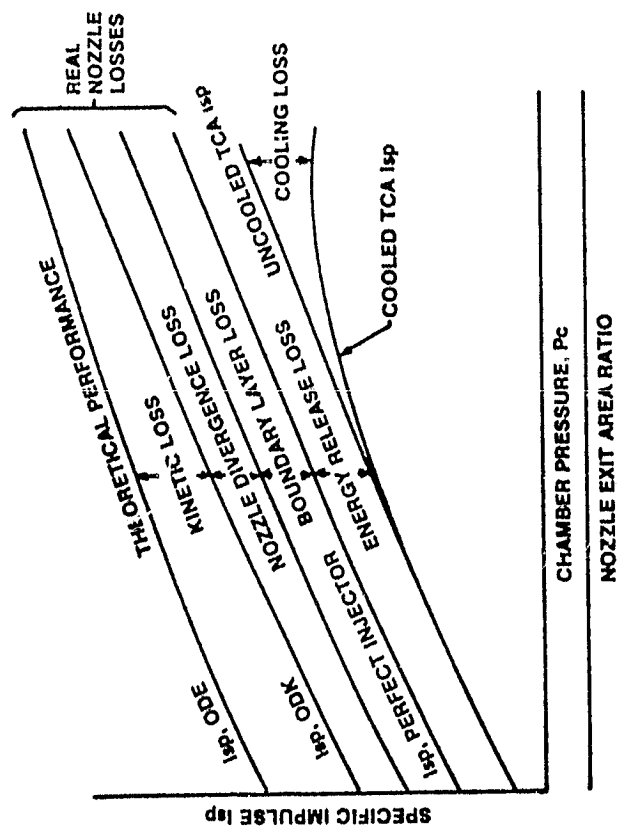 REAL
NOZZLE
LOSSES
THEORETICAL PERFORMANCE
KINETIC LOSS
NOZZLE DIVERGENCE LOSS
BOUNDARY LAYER LOSS
ENERGY RELEASE LOSS
UNCOOLED TCA Isp
COOLING LOSS
COOLED TCA Isp
Isp, ODE
Isp, ODK
Isp, PERFECT INJECTOR
SPECIFIC IMPULSE Isp
CHAMBER PRESSURE, Pc
NOZZLE EXIT AREA RATIO